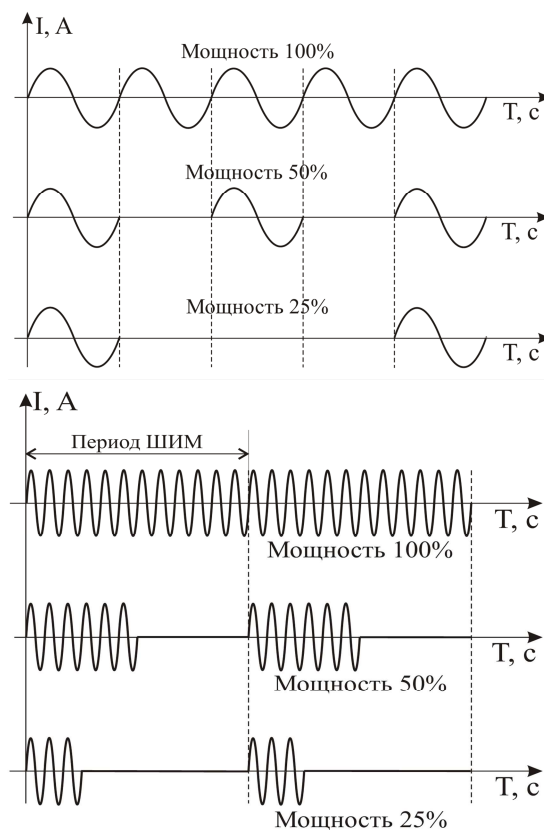 I, А
Мощность 100%
Т, с
Мощность 50%
Т, с
Мощность 25%
Т, с
I, А
Период ШИМ
Т, с
Мощность 100%
Т, с
Мощность 50%
Т, с
Мощность 25%